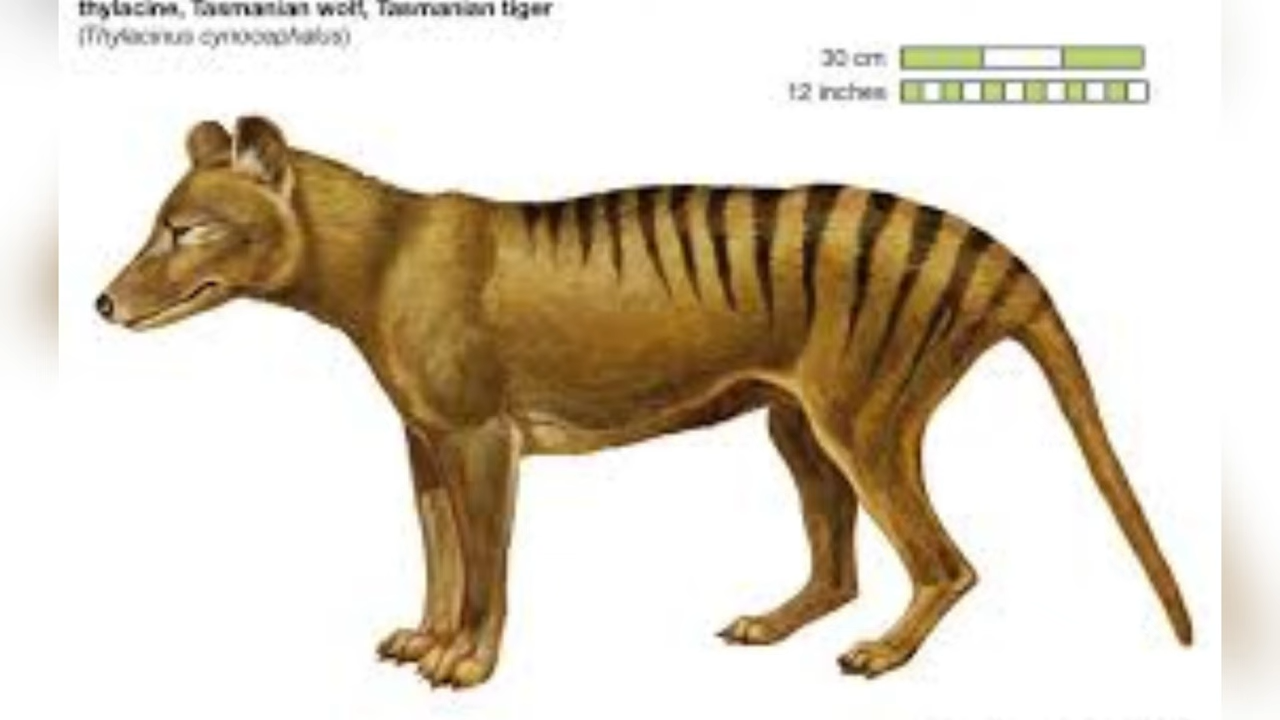 thylacine, Tasmanian wolf, Tasmanian tiger
(Thylacinus cynocephalus)
30 cm
12 inches